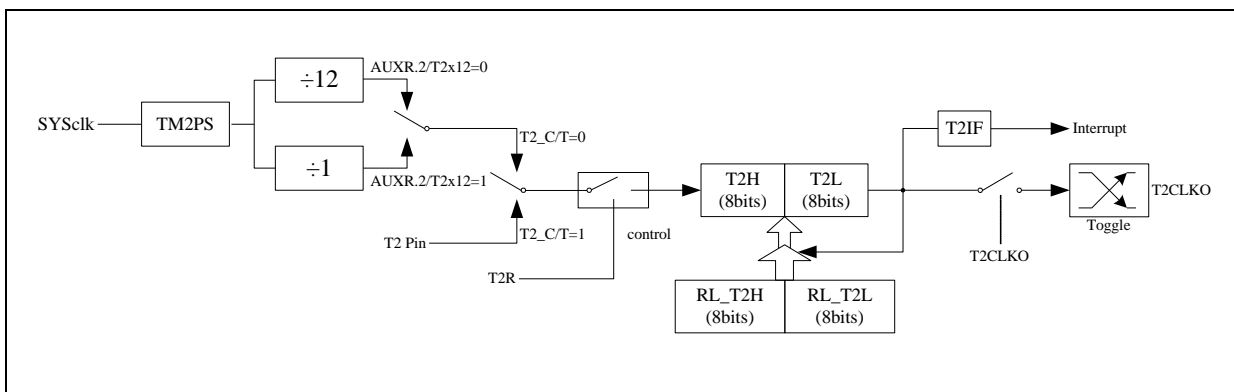 ÷12
AUXR.2/T2x12=0
SYSclk
TM2PS
÷1
AUXR.2/T2x12=1
T2_C/T=0
T2 Pin
T2_C/T=1
T2R
control
T2H
(8bits)
T2L
(8bits)
RL_T2H
(8bits)
RL_T2L
(8bits)
T2IF
Interrupt
T2CLKO
Toggle
T2CLKO